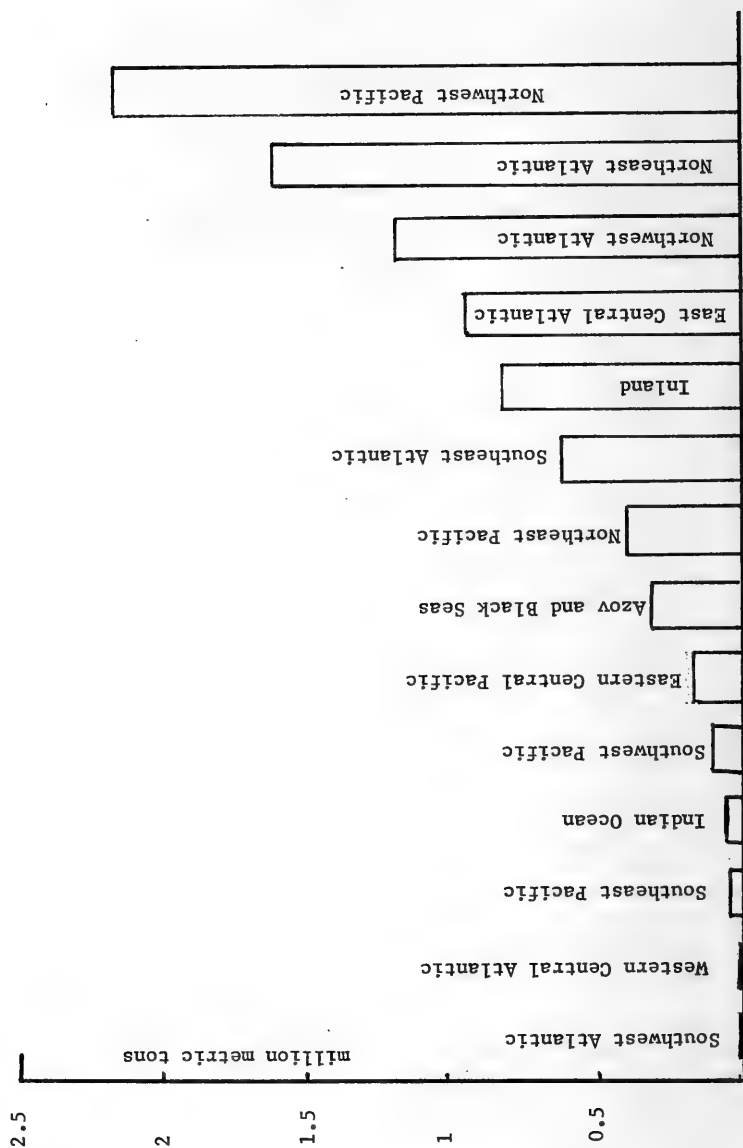 Northwest Pacific
Northeast Atlantic
Northwest Atlantic
East Central Atlantic
Inland
Southeast Atlantic
Northeast Pacific
Azov and Black Seas
Eastern Central Pacific
Southwest Pacific
Indian Ocean
Southeast Pacific
Western Central Atlantic
Southwest Atlantic
million metric tons
2.5
2
1.5
1
0.5